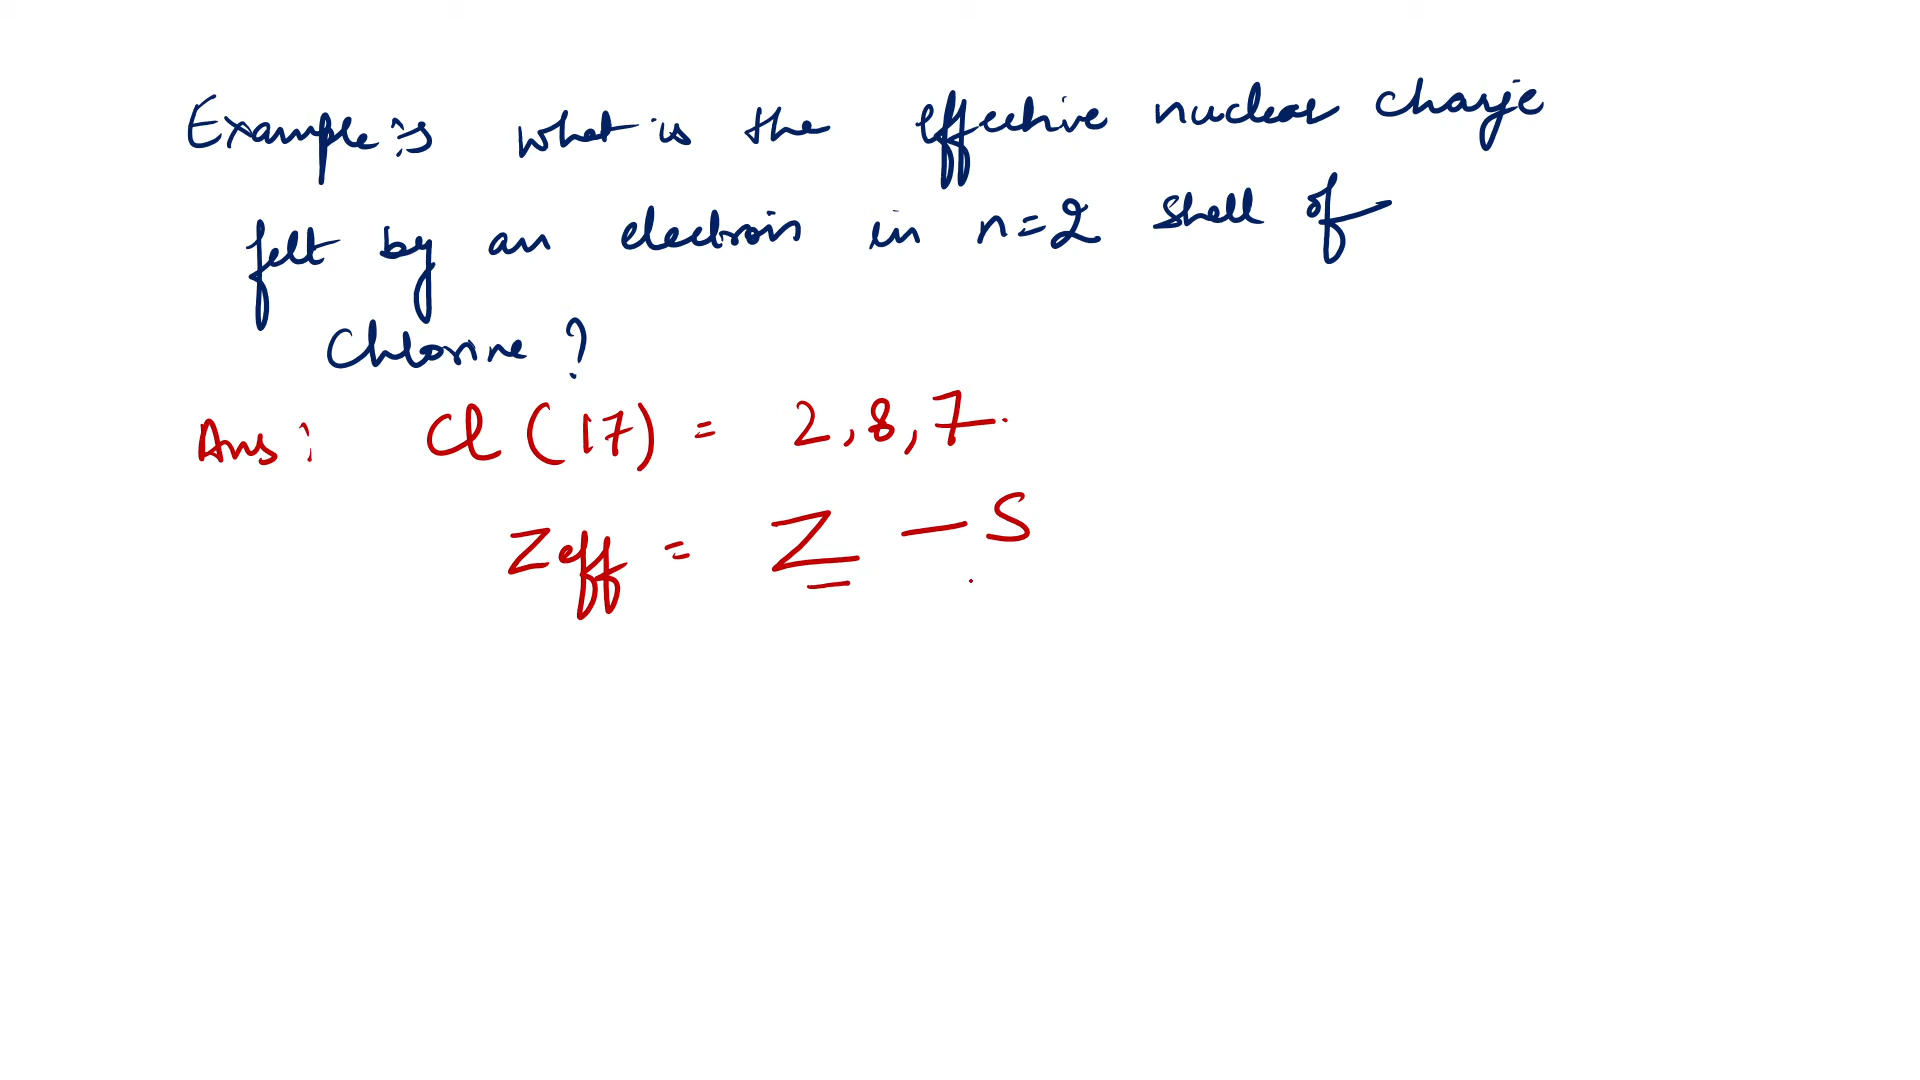 Example:- what is the effective nuclear charge
felt by an electron in n=2 shell of
Chlorine ?
Ans : Cl (17) = 2,8,7.
Zeff = Z - S